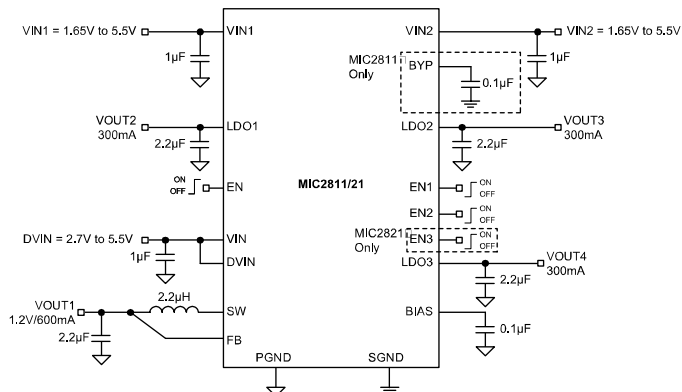 VIN1 = 1.65V to 5.5V
1µF
VIN1
VOUT2
300mA
2.2µF
LDO1
ON
OFF
EN
DVIN = 2.7V to 5.5V
1µF
VIN
DVIN
VOUT1
1.2V/600mA
2.2µF
2.2µH
SW
FB
MIC2811/21
PGND
SGND
VIN2
VIN2 = 1.65V to 5.5V
1µF
MIC2811
Only
BYP
0.1µF
LDO2
VOUT3
300mA
2.2µF
EN1
ON
OFF
EN2
ON
OFF
MIC2821
Only
EN3
ON
OFF
LDO3
VOUT4
300mA
2.2µF
BIAS
0.1µF